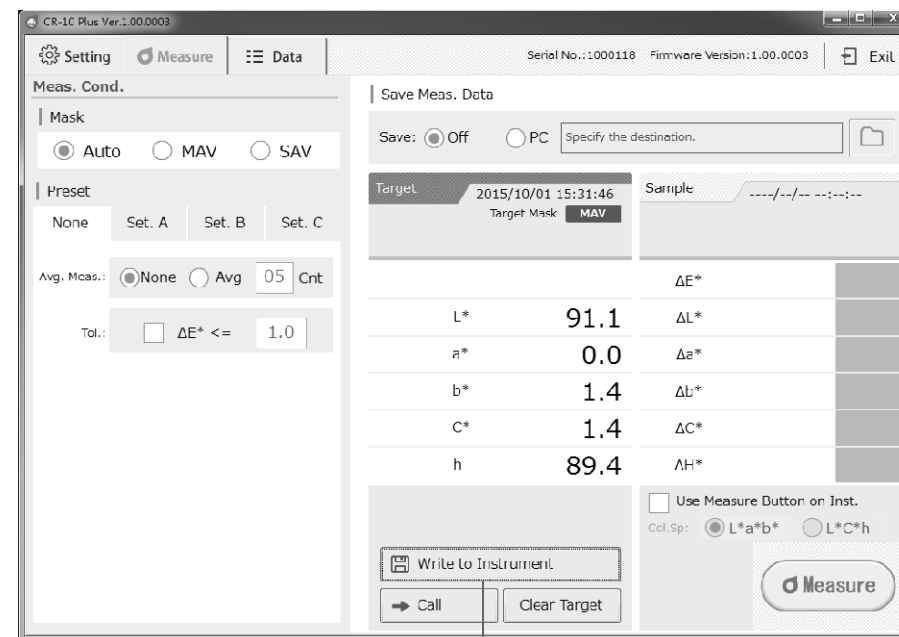 CR-10 Plus Ver.1.00.0003
Setting Measure Data Serial No.:1000118 Firmware Version:1.00.0003 Exit
Meas. Cond.
Mask
Auto MAV SAV
Preset
None Set. A Set. B Set. C
Avg. Meas.: None Avg 05 Cnt
Tol.: ΔE* <= 1.0
Save Meas. Data
Save: Off PC Specify the destination.
Target 2015/10/01 15:31:46
Target Mask MAV
Sample ----/--/-- --:--:--
ΔE*
L* 91.1 ΔL*
a* 0.0 Δa*
b* 1.4 Δb*
C* 1.4 ΔC*
h 89.4 ΔH*
Use Measure Button on Inst.
Col.Sp: L*a*b* L*C*h
Write to Instrument
Call Clear Target
Measure